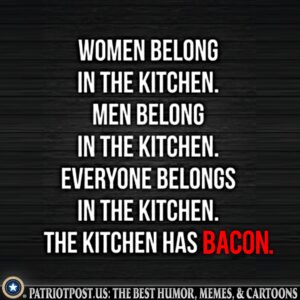 WOMEN BELONG
IN THE KITCHEN.
MEN BELONG
IN THE KITCHEN.
EVERYONE BELONGS
IN THE KITCHEN.
THE KITCHEN HAS BACON.
PATRIOTPOST.US: THE BEST HUMOR, MEMES, & CARTOONS